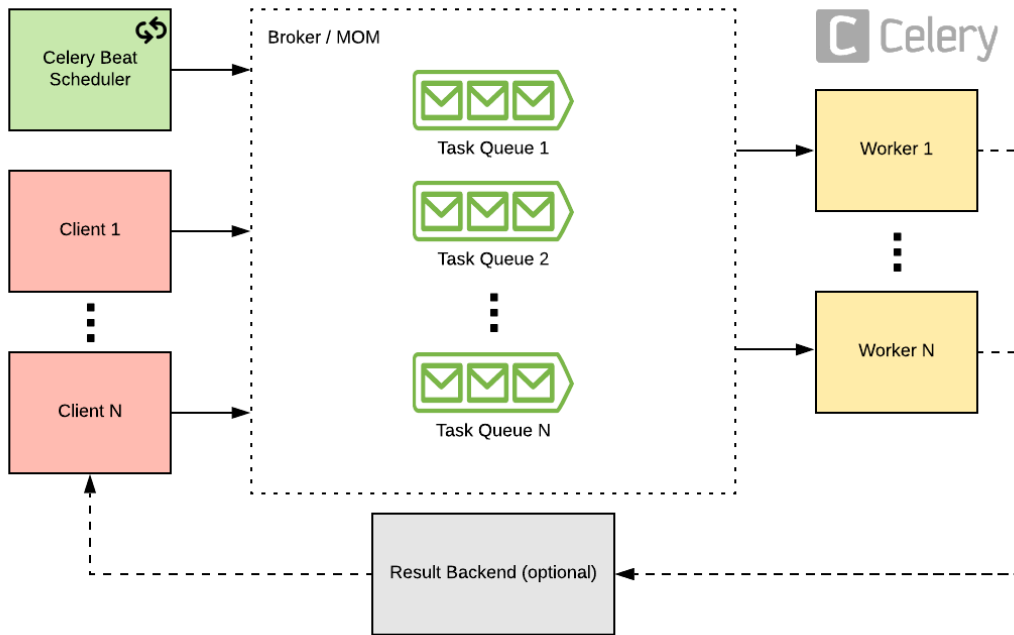 Celery Beat
Scheduler
Broker / MOM
C Celery
Task Queue 1
Worker 1
Client 1
Task Queue 2
Client N
Task Queue N
Worker N
Result Backend (optional)